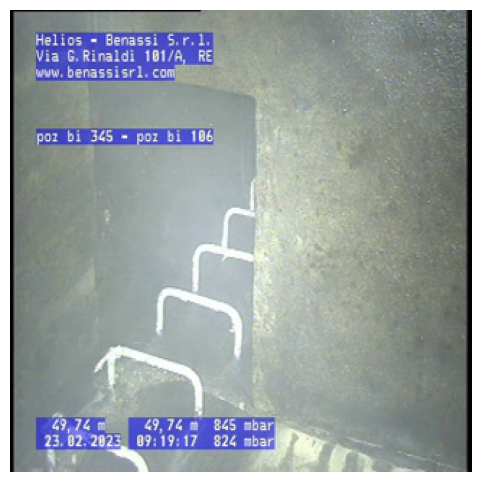 Helios - Benassi S.r.l.
Via G.Rinaldi 101/A, RE
www.benassisrl.com
poz bi 345 - poz bi 106
49,74 m 49,74 m 845 mbar
23.02.2023 09:19:17 824 mbar